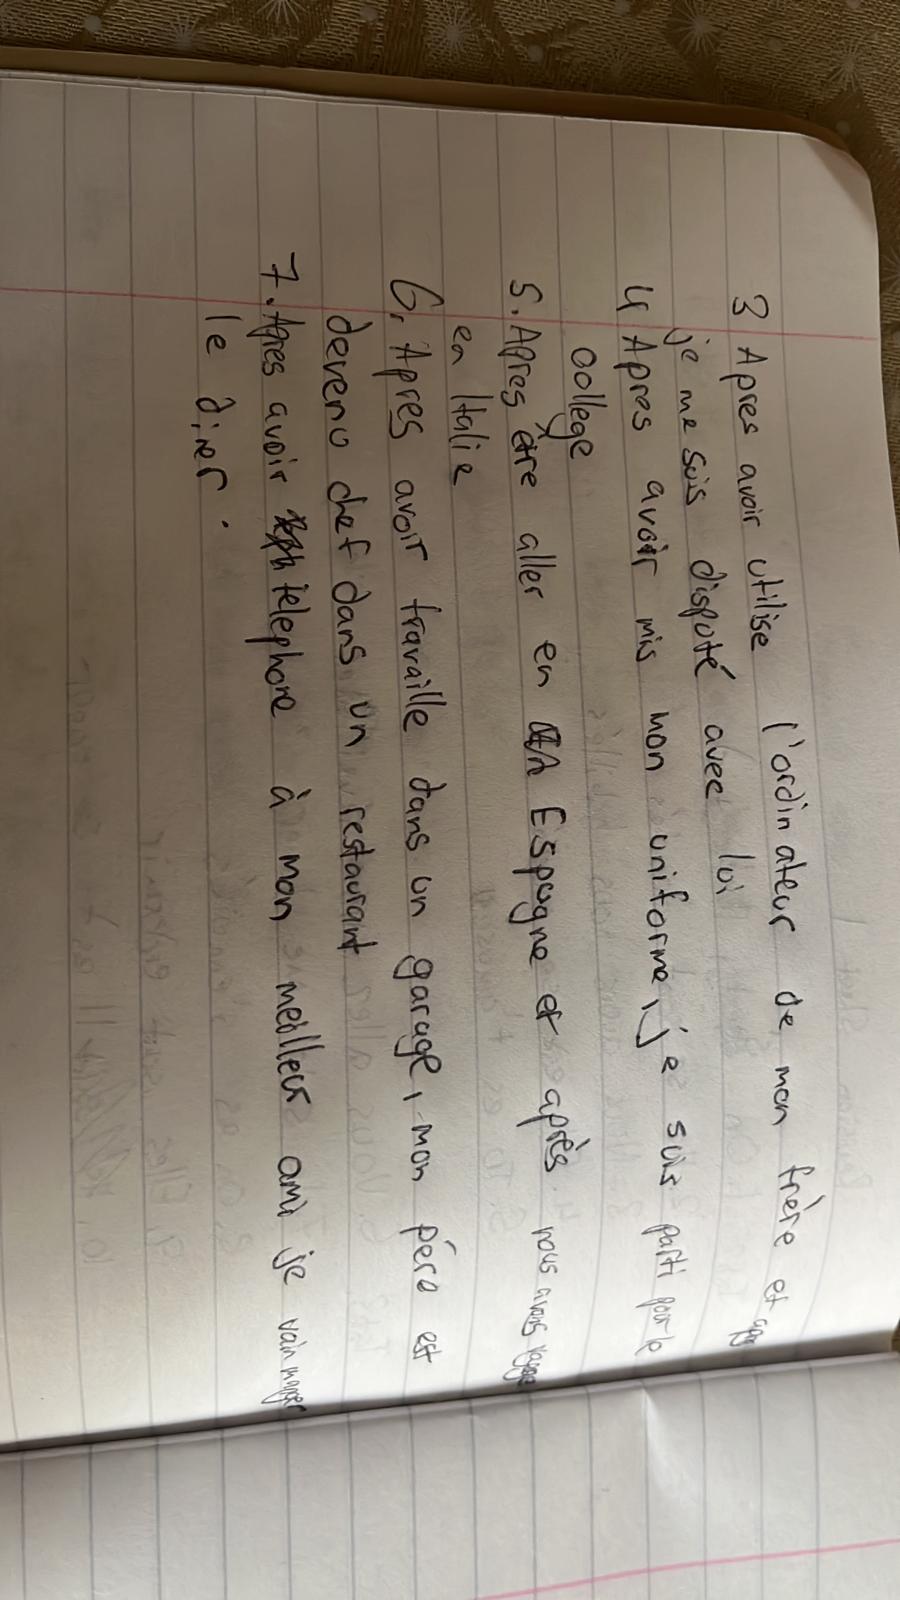 3 Apres avoir utilise l'ordinateur de mon frère et
je me suis disputé avec lui
4 Apres avoir mis mon uniforme, je suis parti pour le
college
5. Apres être aller en Espagne et après nous avons
en Italie
6. Apres avoir travaille dans un garage, mon pére est
devenu chef dans un restaurant
7. Apres avoir telephone à mon meilleur ami je manger
le diner.